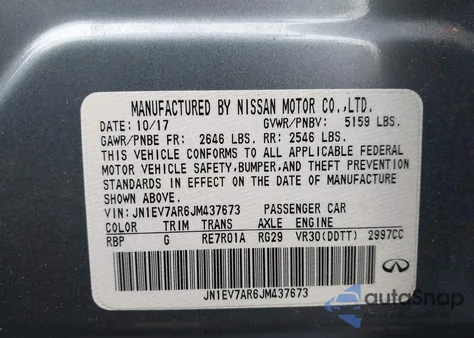 MANUFACTURED BY NISSAN MOTOR CO.,LTD.
DATE: 10/17 GVWR/PNBV: 5159 LBS.
GAWR/PNBE FR: 2646 LBS. RR: 2546 LBS.
THIS VEHICLE CONFORMS TO ALL APPLICABLE FEDERAL
MOTOR VEHICLE SAFETY,BUMPER,AND THEFT PREVENTION
STANDARDS IN EFFECT ON THE DATE OF MANUFACTURE
SHOWN ABOVE.
VIN: JN1EV7AR6JM437673 PASSENGER CAR
COLOR TRIM TRANS AXLE ENGINE
RBP G RE7R01A RG29 VR30(DDTT) 2997CC
JN1EV7AR6JM437673
autoSnap